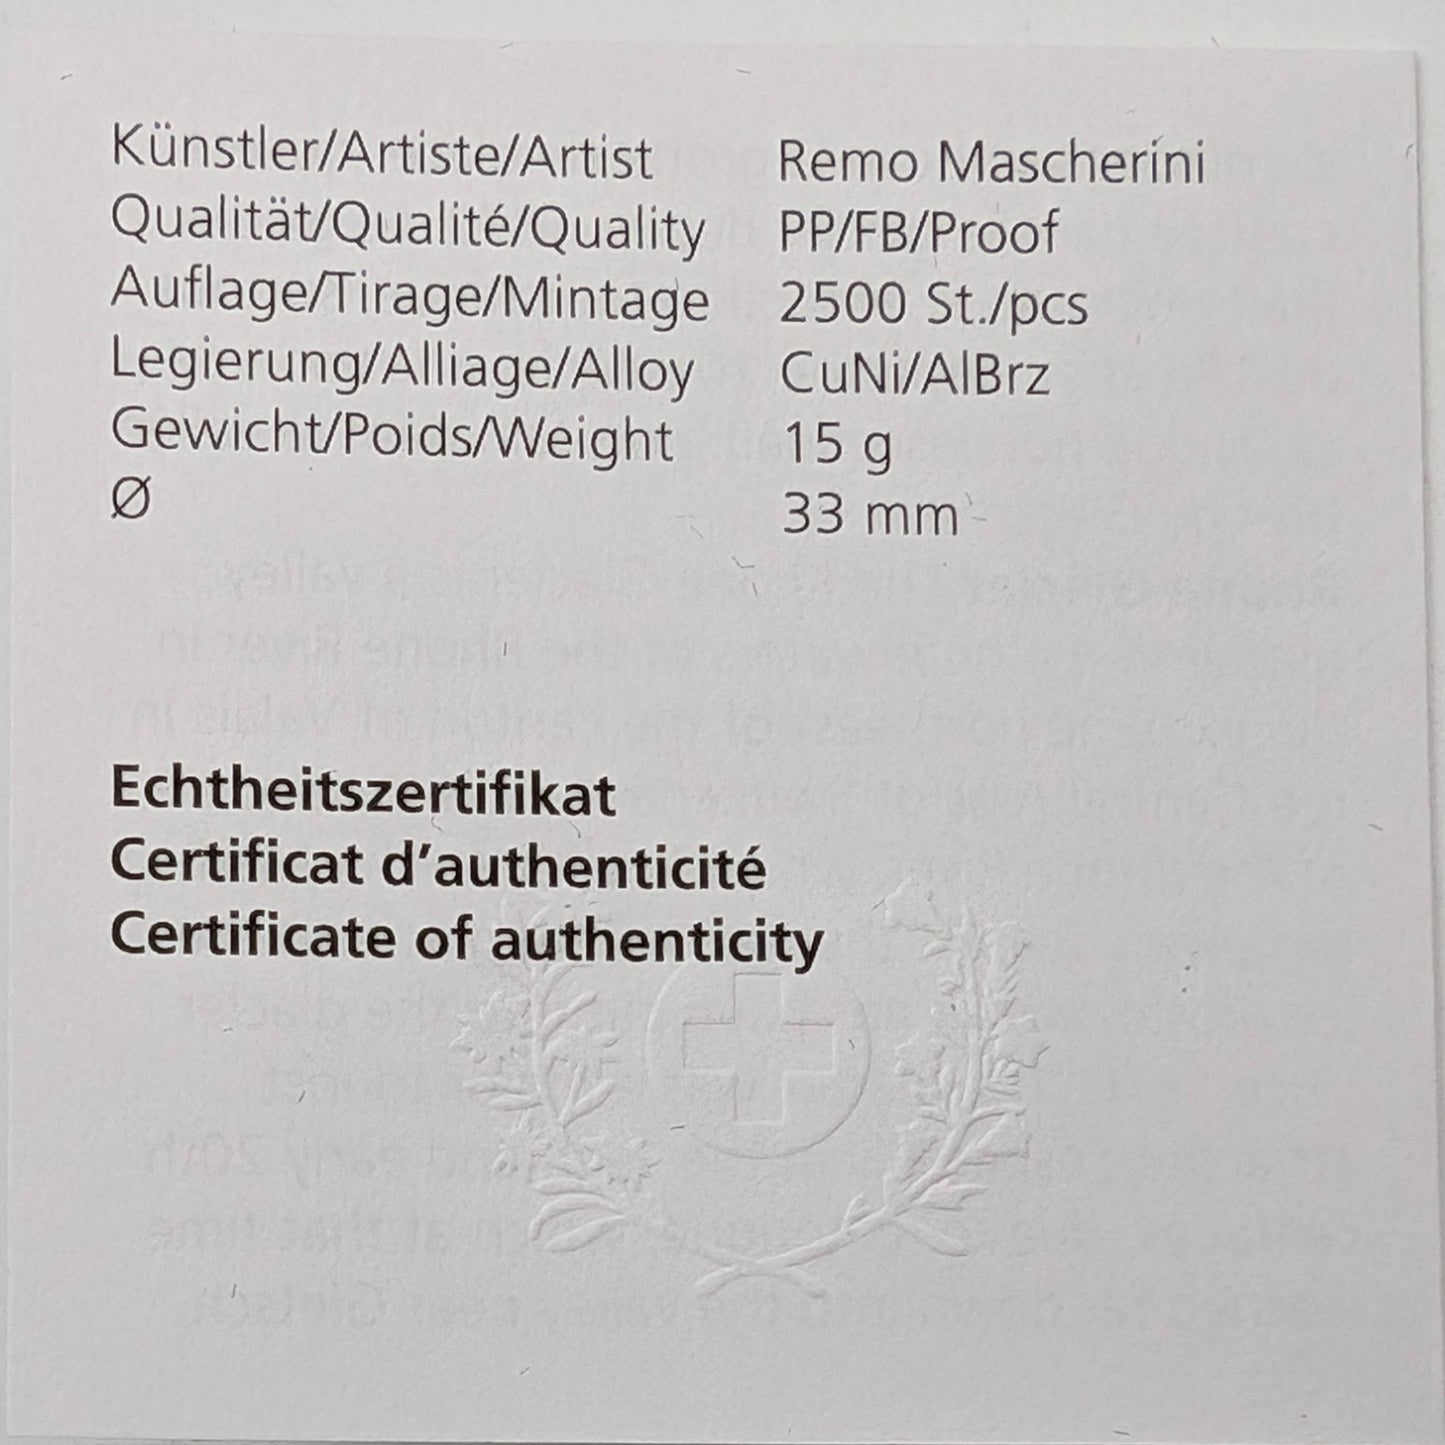 Künstler/Artiste/Artist Remo Mascherini
Qualität/Qualité/Quality PP/FB/Proof
Auflage/Tirage/Mintage 2500 St./pcs
Legierung/Alliage/Alloy CuNi/AlBrz
Gewicht/Poids/Weight 15 g
Ø 33 mm
Echtheitszertifikat
Certificat d’authenticité
Certificate of authenticity